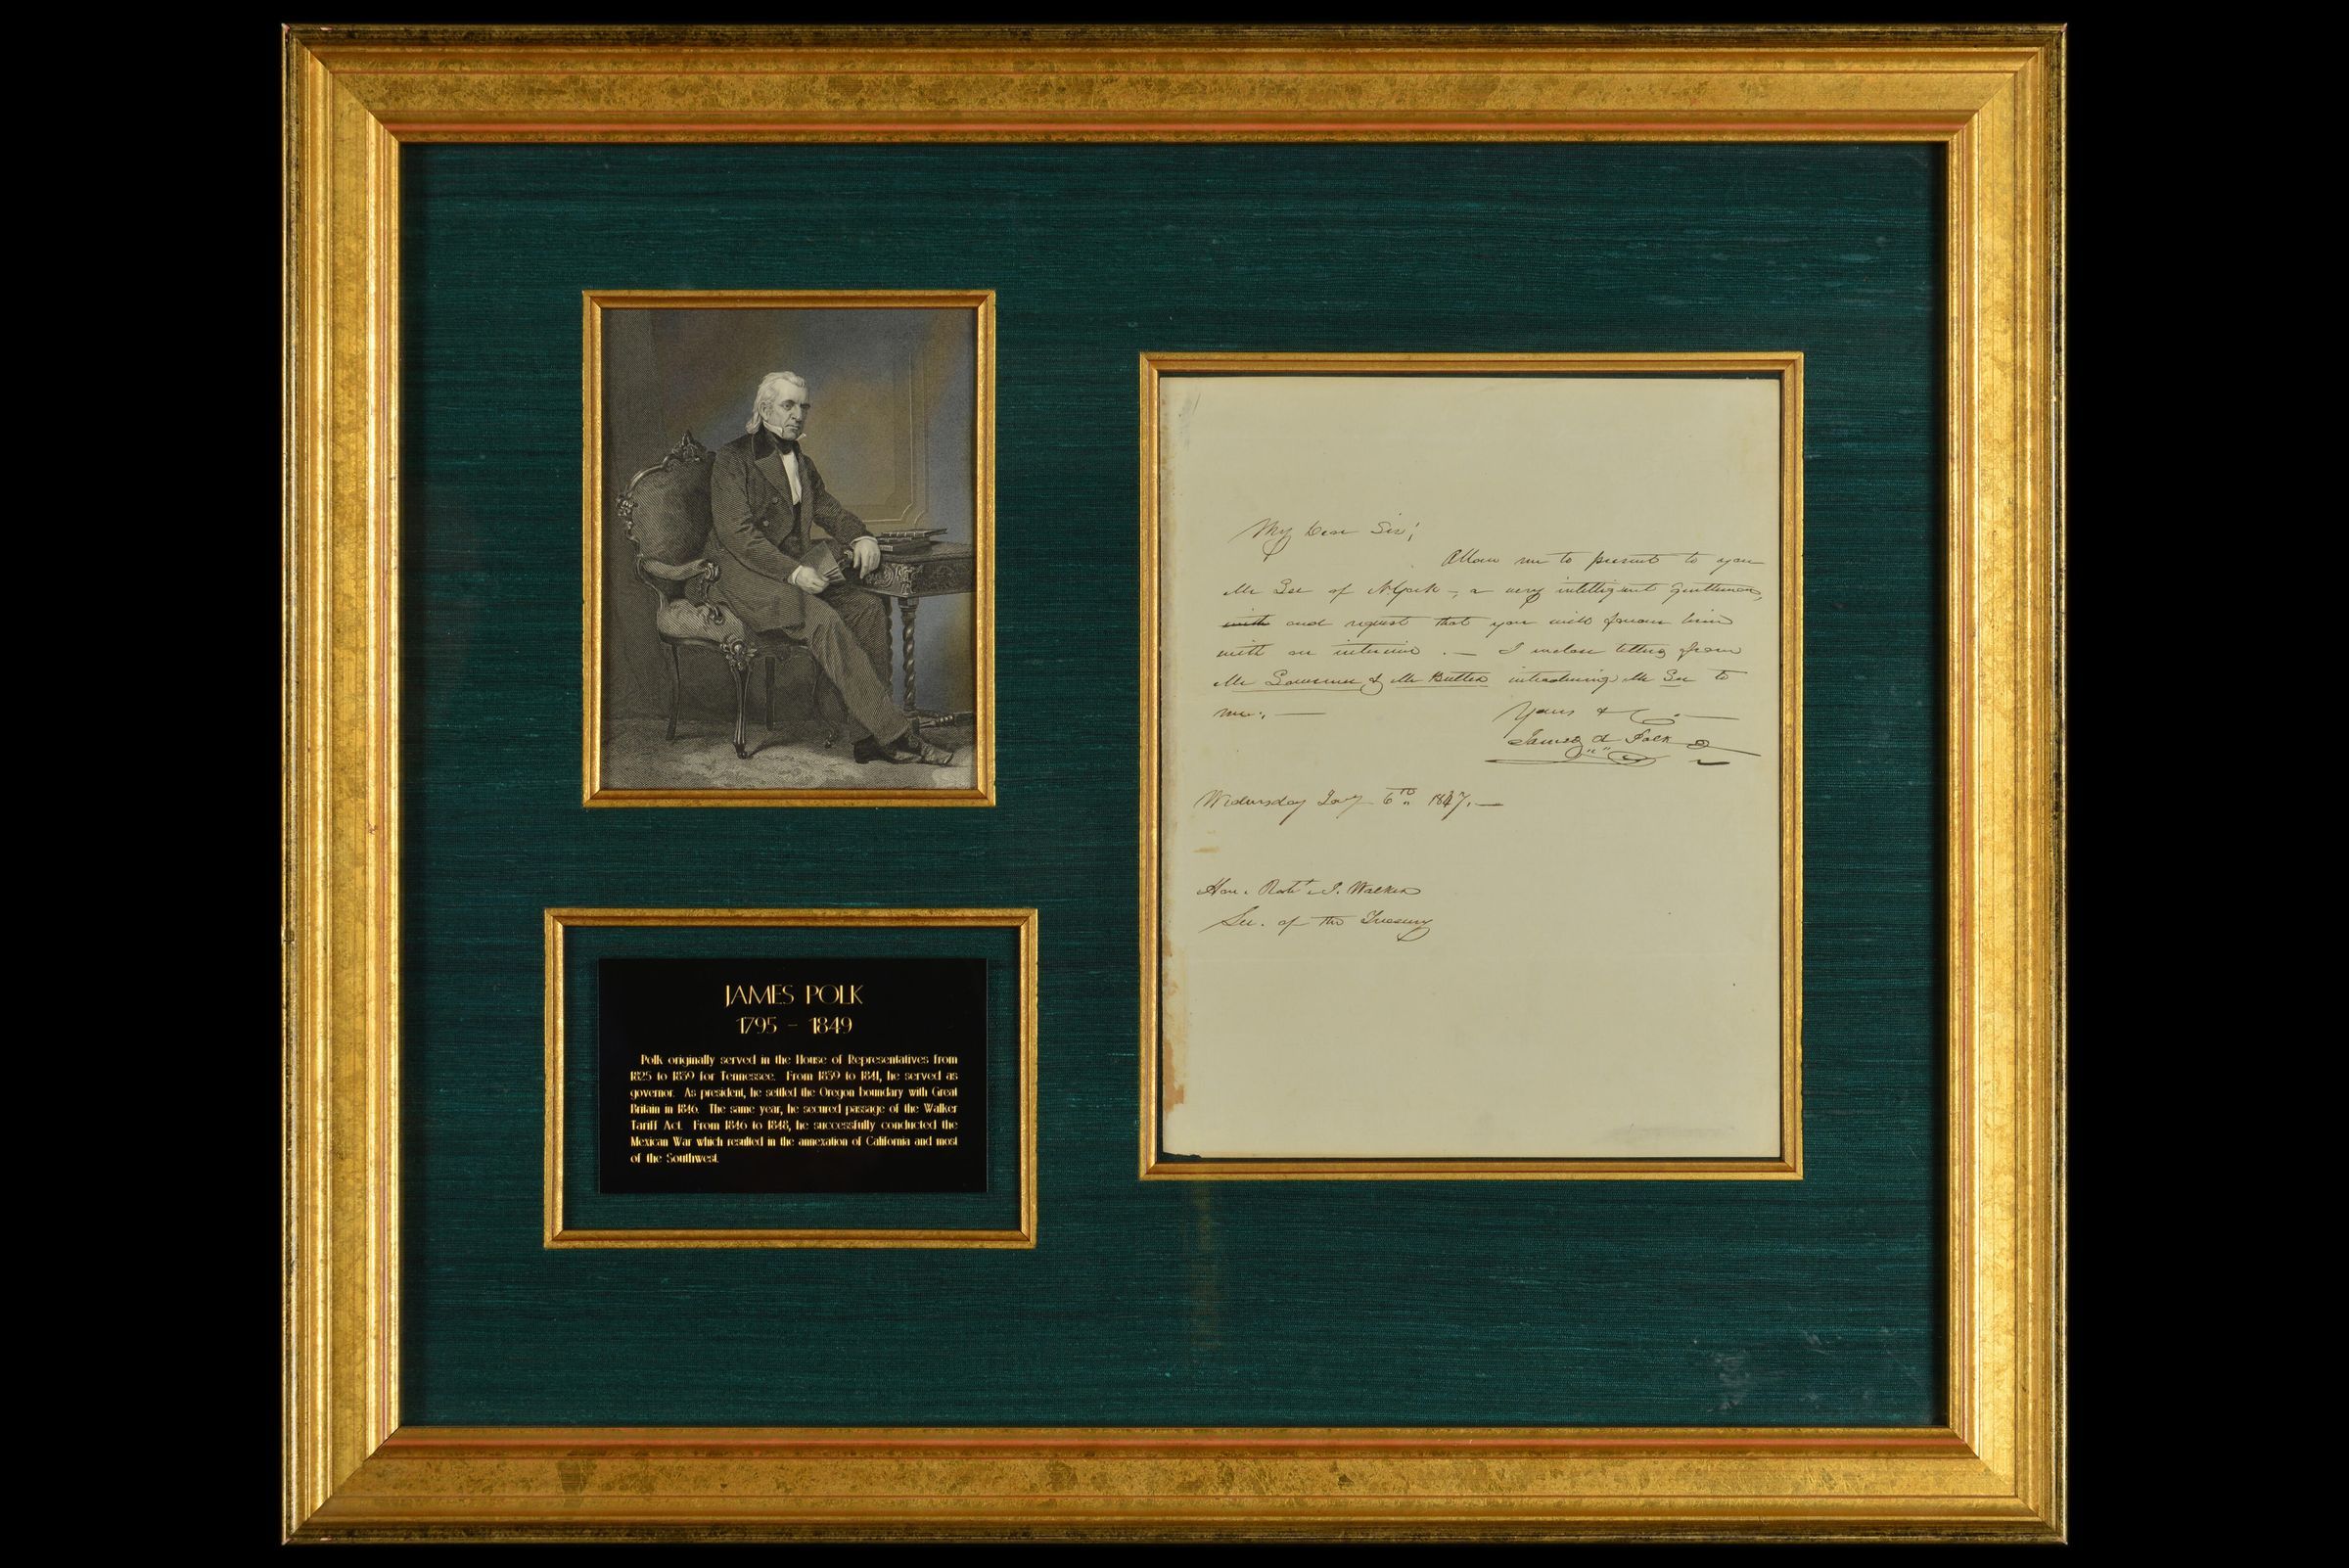 JAMES POLK
1795 – 1849
Polk originally served in the House of Representatives from
1825 to 1839 for Tennessee. From 1839 to 1841, he served as
governor. As president, he settled the Oregon boundary with Great
Britain in 1846. The same year, he secured passage of the Walker
Tariff Act. From 1846 to 1848, he successfully conducted the
Mexican War which resulted in the annexation of California and most
of the Southwest.
My Dear Sir;
Allow me to present to you
Mr of N. York –, a very intelligent gentleman,
with and request that you will favour him
with an interview. — I enclose letters from
Mr & Mr Butler introducing Mr to
me:, —
Yours &
James K Polk
Wednesday Jany 6th 1847. —
Hon. Robt J. Walker
Sec. of the Treasury